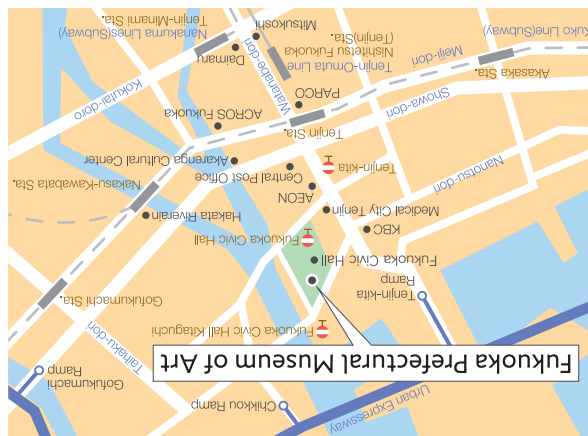 Urban Expressway
Chikkou Ramp
Gofukumachi
Ramp
Fukuoka Prefectural Museum of Art
Taihaku-dori
Fukuoka Civic Hall Kitaguchi
Tenjin-kita
Ramp
Gofukumachi Sta.
Fukuoka Civic Hall
KBC
Fukuoka Civic Hall
Hakata Riverain
Medical City Tenjin
Nakasu-Kawabata Sta.
AEON
Central Post Office
Nanotsu-dori
Tenjin-kita
Akarenga Cultural Center
Tenjin Sta.
ACROS Fukuoka
PARCO
Showa-dori
Kokutai-doro
Watanabe-dori
Meiji-dori
Akasaka Sta.
Daimaru
Tenjin-Omuta Line
Nishitetsu Fukuoka
(Tenjin)Sta.
Kuko Line(Subway)
Mitsukoshi
Nanakuma Lines(Subway)
Tenjin-Minami Sta.